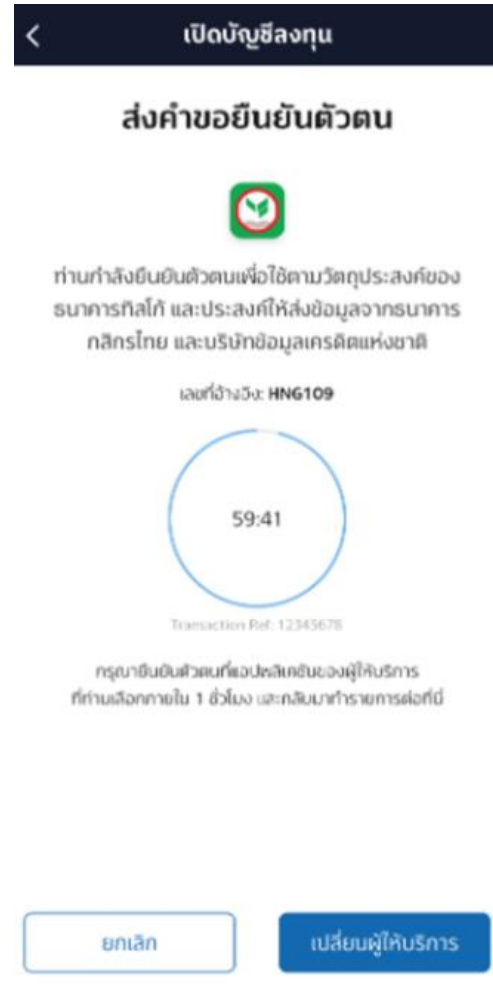 เปิดบัญชีลงทุน
ส่งคำขอยืนยันตัวตน
ท่านกำลังยืนยันตัวตนเพื่อใช้ตามวัตถุประสงค์ของ
ธนาคารทิสโก้ และประสงค์ให้ส่งข้อมูลจากธนาคาร
กสิกรไทย และบริษัทข้อมูลเครดิตแห่งชาติ
เลขที่อ้างอิง: HNG109
59:41
Transaction Ref: 12345678
กรุณายืนยันตัวตนที่แอปพลิเคชันของผู้ให้บริการ
ที่ท่านเลือกภายใน 1 ชั่วโมง และกลับมาทำรายการต่อที่นี่
ยกเลิก
เปลี่ยนผู้ให้บริการ